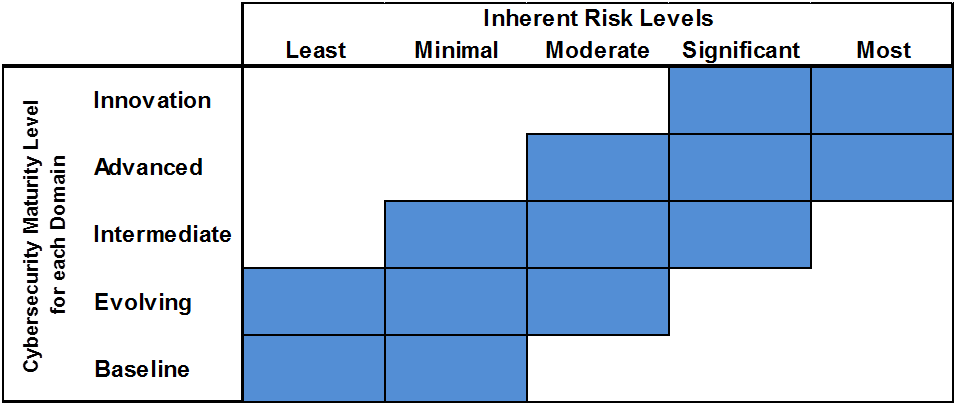 Inherent Risk Levels
Least Minimal Moderate Significant Most
Cybersecurity Maturity Level
for each Domain
Innovation
Advanced
Intermediate
Evolving
Baseline